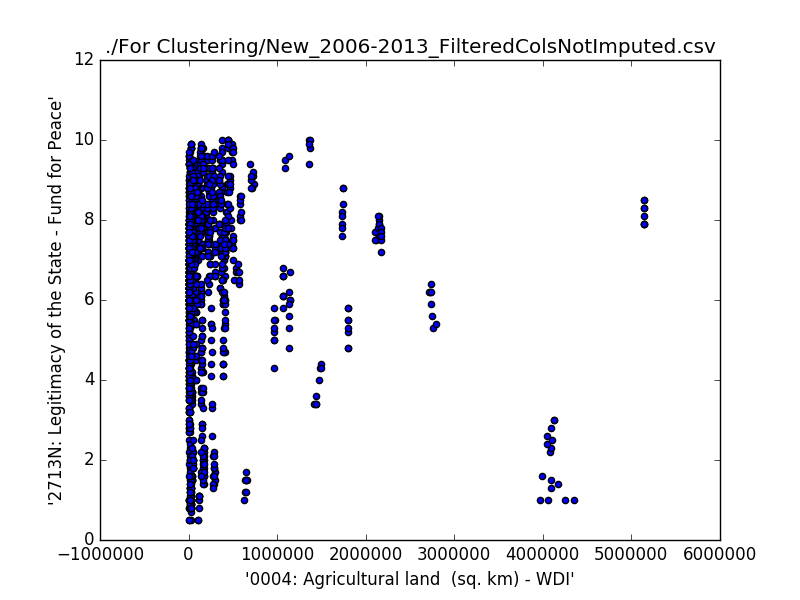 ./For Clustering/New_2006-2013_FilteredColsNotImputed.csv
12
10
8
6
4
2
0
'2713N: Legitimacy of the State - Fund for Peace'
−1000000 0 1000000 2000000 3000000 4000000 5000000 6000000
'0004: Agricultural land  (sq. km) - WDI'